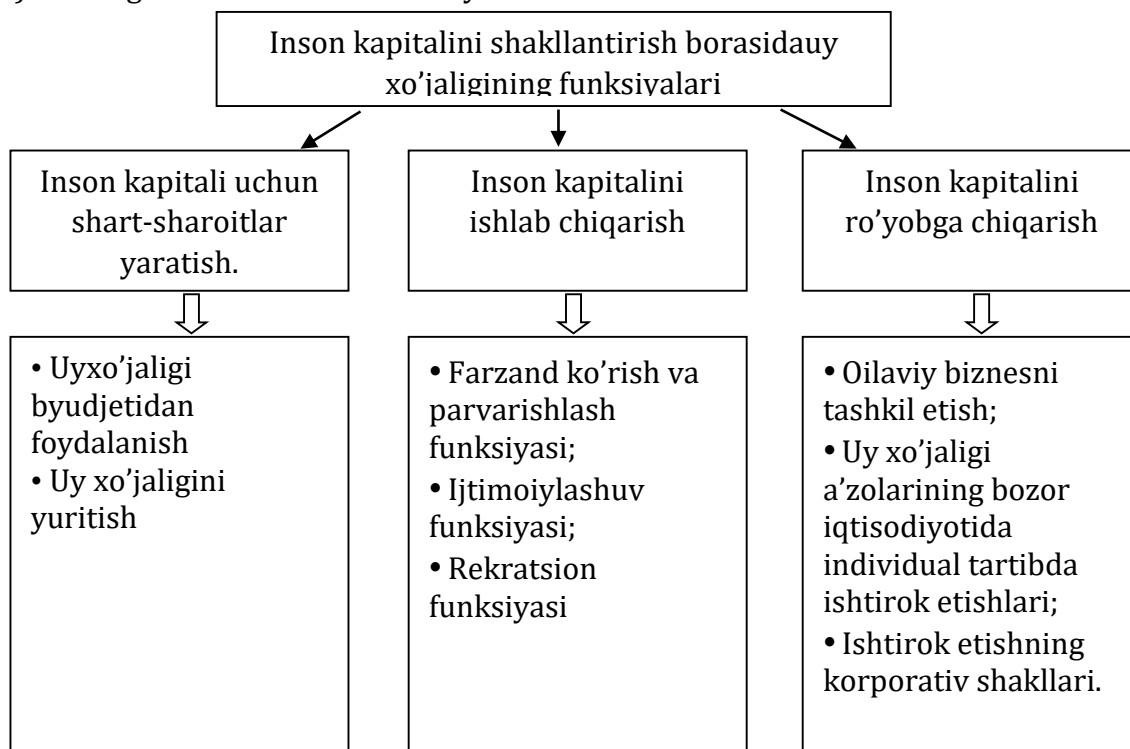 Inson kapitalini shakllantirish borasidauy
xo’jaligining funksiyalari
Inson kapitali uchun
shart-sharoitlar
yaratish.
Inson kapitalini
ishlab chiqarish
Inson kapitalini
ro’yobga chiqarish
• Uyxo’jaligi
byudjetidan
foydalanish
• Uy xo’jaligini
yuritish
• Farzand ko’rish va
parvarishlash
funksiyasi;
• Ijtimoiylashuv
funksiyasi;
• Rekratsion
funksiyasi
• Oilaviy biznesni
tashkil etish;
• Uy xo’jaligi
a’zolarining bozor
iqtisodiyotida
individual tartibda
ishtirok etishlari;
• Ishtirok etishning
korporativ shakllari.